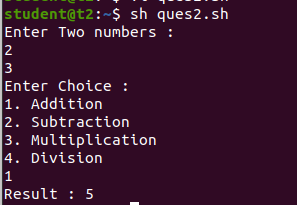 student@t2:~$ sh ques2.sh
Enter Two numbers :
2
3
Enter Choice :
1. Addition
2. Subtraction
3. Multiplication
4. Division
1
Result : 5